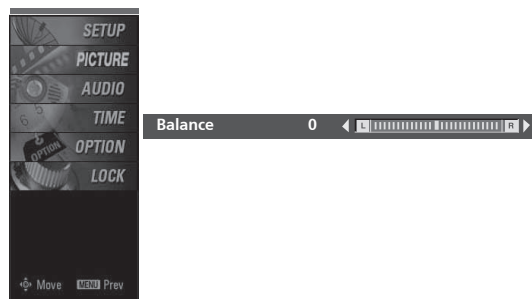 SETUP
PICTURE
AUDIO
TIME
OPTION
LOCK
Balance 0 L R
Move MENU Prev